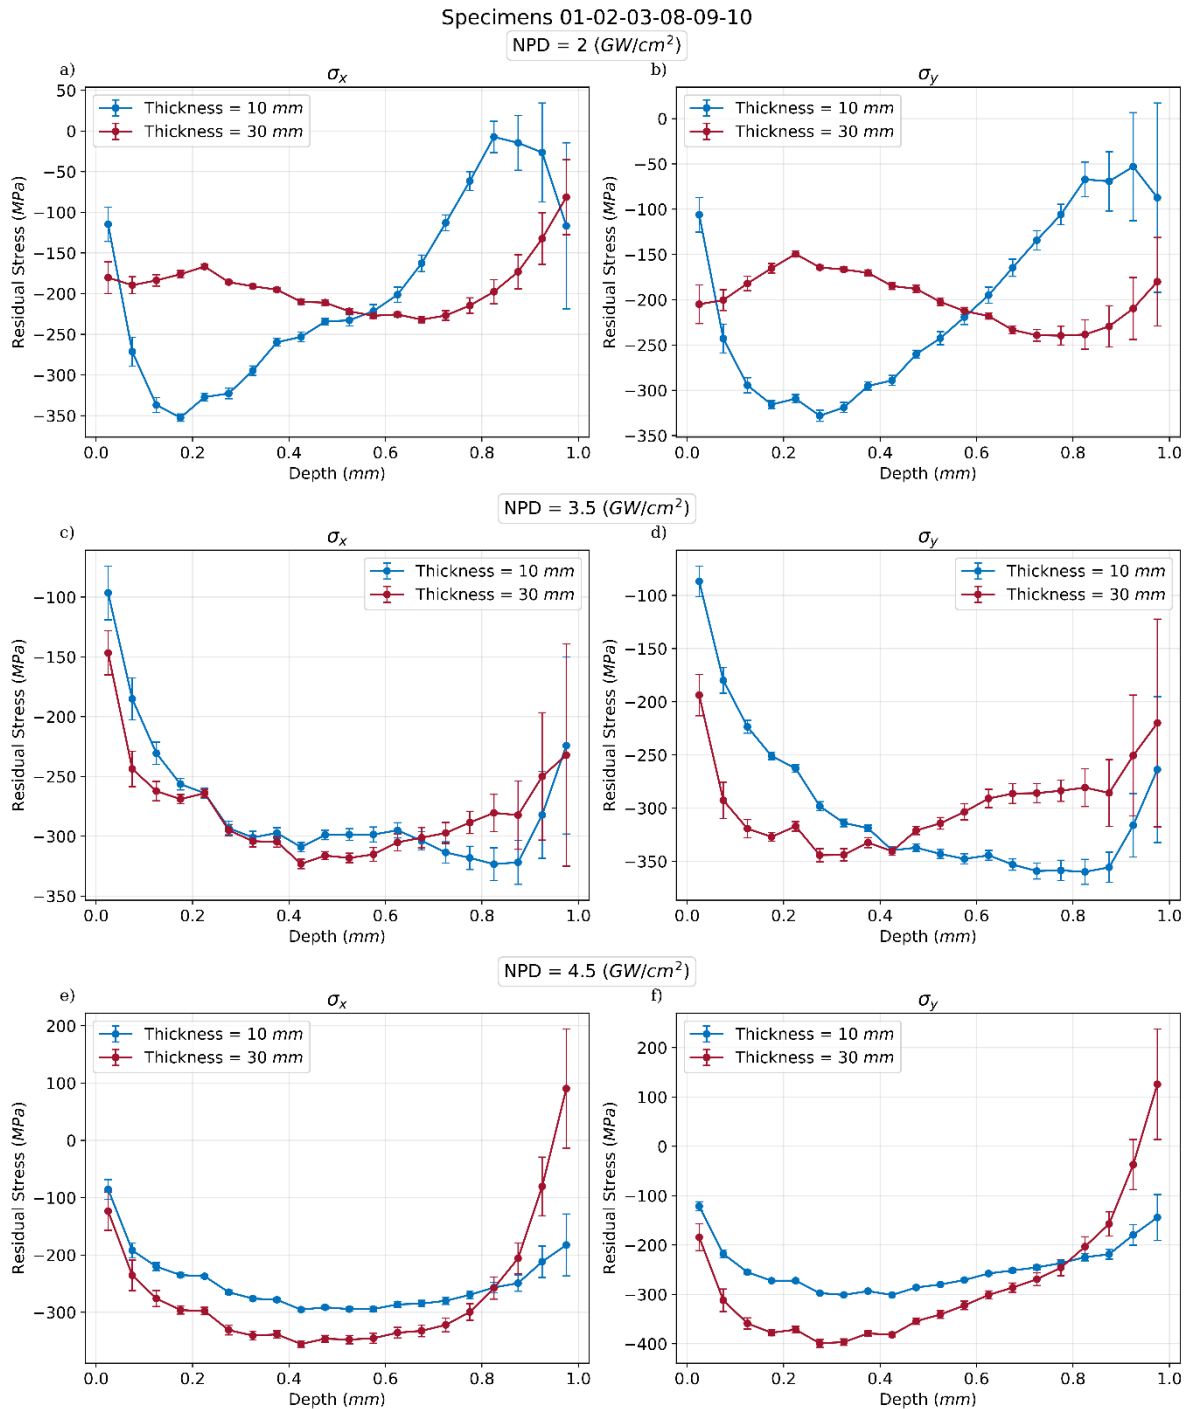 Specimens 01-02-03-08-09-10
NPD = 2 (GW/cm²)
a)
σₓ
50
0
−50
−100
−150
−200
−250
−300
−350
Residual Stress (MPa)
Thickness = 10 mm
Thickness = 30 mm
0.0 0.2 0.4 0.6 0.8 1.0
Depth (mm)
b)
σᵧ
0
−50
−100
−150
−200
−250
−300
−350
Residual Stress (MPa)
Thickness = 10 mm
Thickness = 30 mm
0.0 0.2 0.4 0.6 0.8 1.0
Depth (mm)
NPD = 3.5 (GW/cm²)
c)
σₓ
−100
−150
−200
−250
−300
−350
Residual Stress (MPa)
Thickness = 10 mm
Thickness = 30 mm
0.0 0.2 0.4 0.6 0.8 1.0
Depth (mm)
d)
σᵧ
−100
−150
−200
−250
−300
−350
Residual Stress (MPa)
Thickness = 10 mm
Thickness = 30 mm
0.0 0.2 0.4 0.6 0.8 1.0
Depth (mm)
NPD = 4.5 (GW/cm²)
e)
σₓ
200
100
0
−100
−200
−300
Residual Stress (MPa)
Thickness = 10 mm
Thickness = 30 mm
0.0 0.2 0.4 0.6 0.8 1.0
Depth (mm)
f)
σᵧ
200
100
0
−100
−200
−300
−400
Residual Stress (MPa)
Thickness = 10 mm
Thickness = 30 mm
0.0 0.2 0.4 0.6 0.8 1.0
Depth (mm)